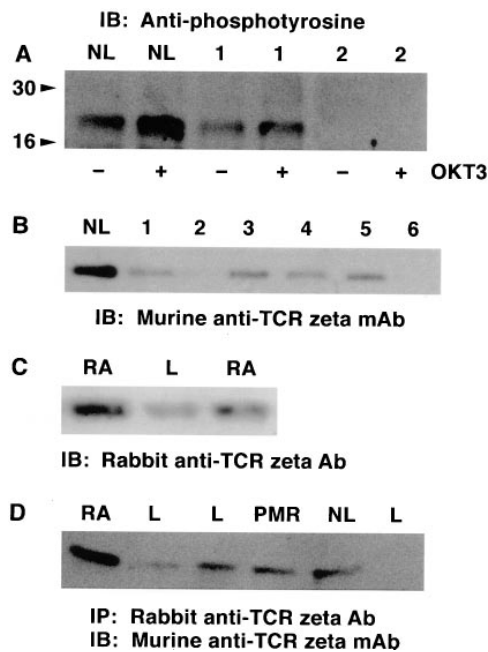 IB: Anti-phosphotyrosine
A NL NL 1 1 2 2
30
16
– + – + – + OKT3
B NL 1 2 3 4 5 6
IB: Murine anti-TCR zeta mAb
C RA L RA
IB: Rabbit anti-TCR zeta Ab
D RA L L PMR NL L
IP: Rabbit anti-TCR zeta Ab
IB: Murine anti-TCR zeta mAb